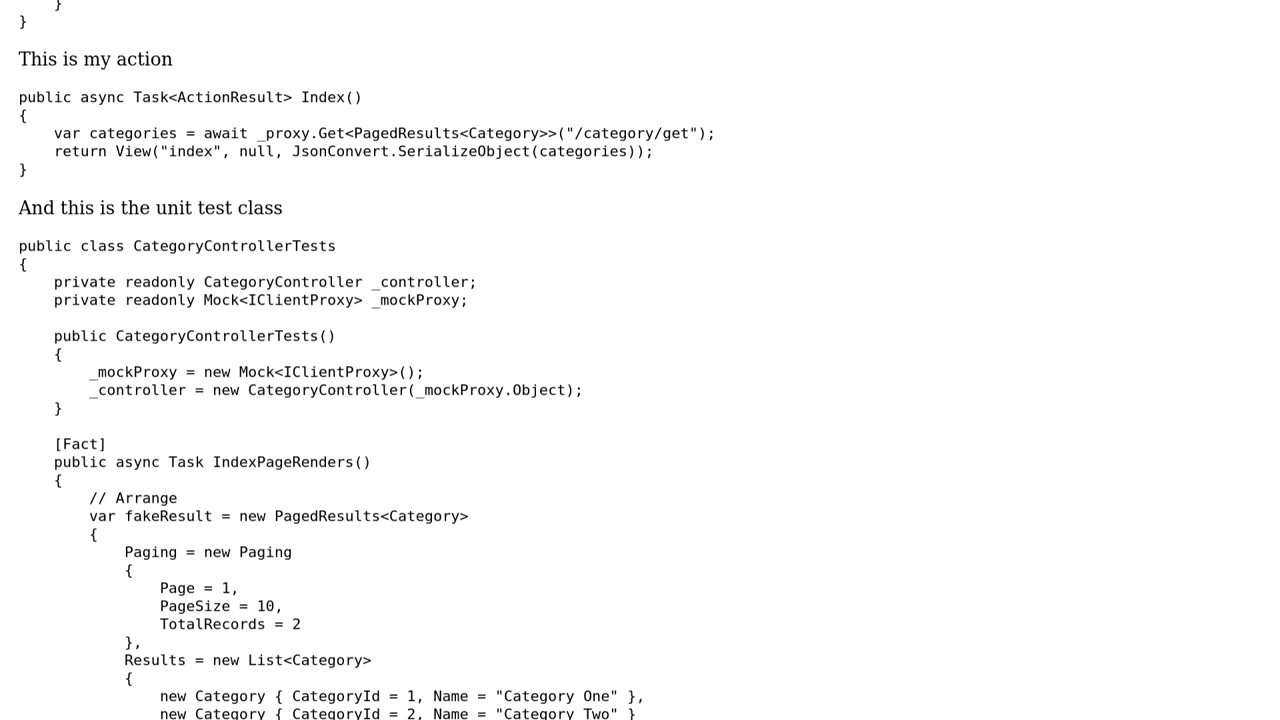 }
}
This is my action
public async Task<ActionResult> Index()
{
    var categories = await _proxy.Get<PagedResults<Category>>("/category/get");
    return View("index", null, JsonConvert.SerializeObject(categories));
}
And this is the unit test class
public class CategoryControllerTests
{
    private readonly CategoryController _controller;
    private readonly Mock<IClientProxy> _mockProxy;

    public CategoryControllerTests()
    {
        _mockProxy = new Mock<IClientProxy>();
        _controller = new CategoryController(_mockProxy.Object);
    }

    [Fact]
    public async Task IndexPageRenders()
    {
        // Arrange
        var fakeResult = new PagedResults<Category>
        {
            Paging = new Paging
            {
                Page = 1,
                PageSize = 10,
                TotalRecords = 2
            },
            Results = new List<Category>
            {
                new Category { CategoryId = 1, Name = "Category One" },
                new Category { CategoryId = 2, Name = "Category Two" }